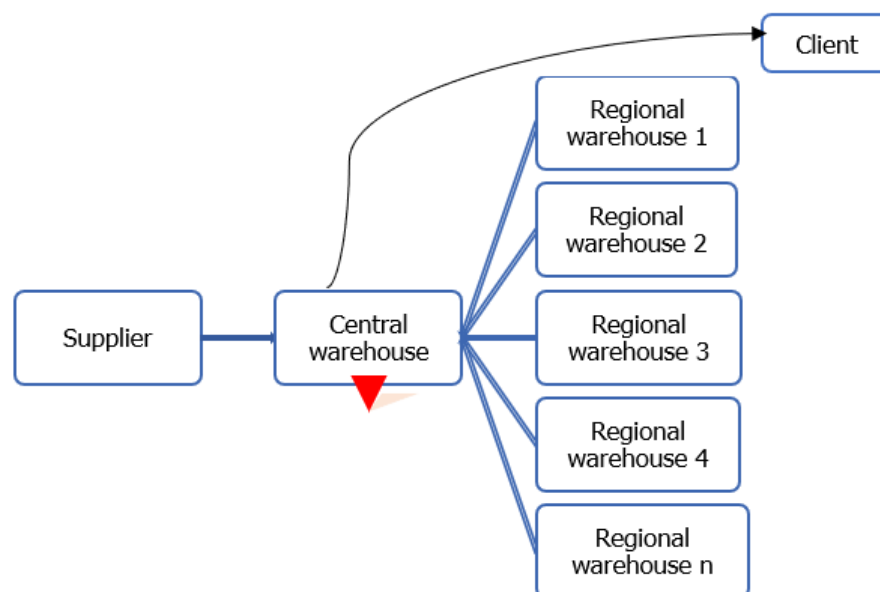 Client
Regional
warehouse 1
Regional
warehouse 2
Supplier
Central
warehouse
Regional
warehouse 3
Regional
warehouse 4
Regional
warehouse n